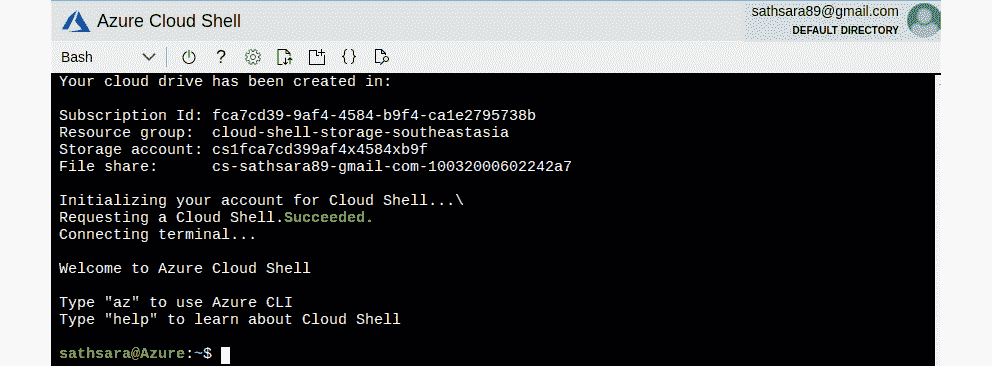 Azure Cloud Shell
sathsara89@gmail.com
DEFAULT DIRECTORY
Bash
?
{}
Your cloud drive has been created in:
Subscription Id: fca7cd39-9af4-4584-b9f4-ca1e2795738b
Resource group:  cloud-shell-storage-southeastasia
Storage account: cs1fca7cd399af4x4584xb9f
File share:      cs-sathsara89-gmail-com-10032000602242a7
Initializing your account for Cloud Shell...\
Requesting a Cloud Shell.Succeeded.
Connecting terminal...
Welcome to Azure Cloud Shell
Type "az" to use Azure CLI
Type "help" to learn about Cloud Shell
sathsara@Azure:~$